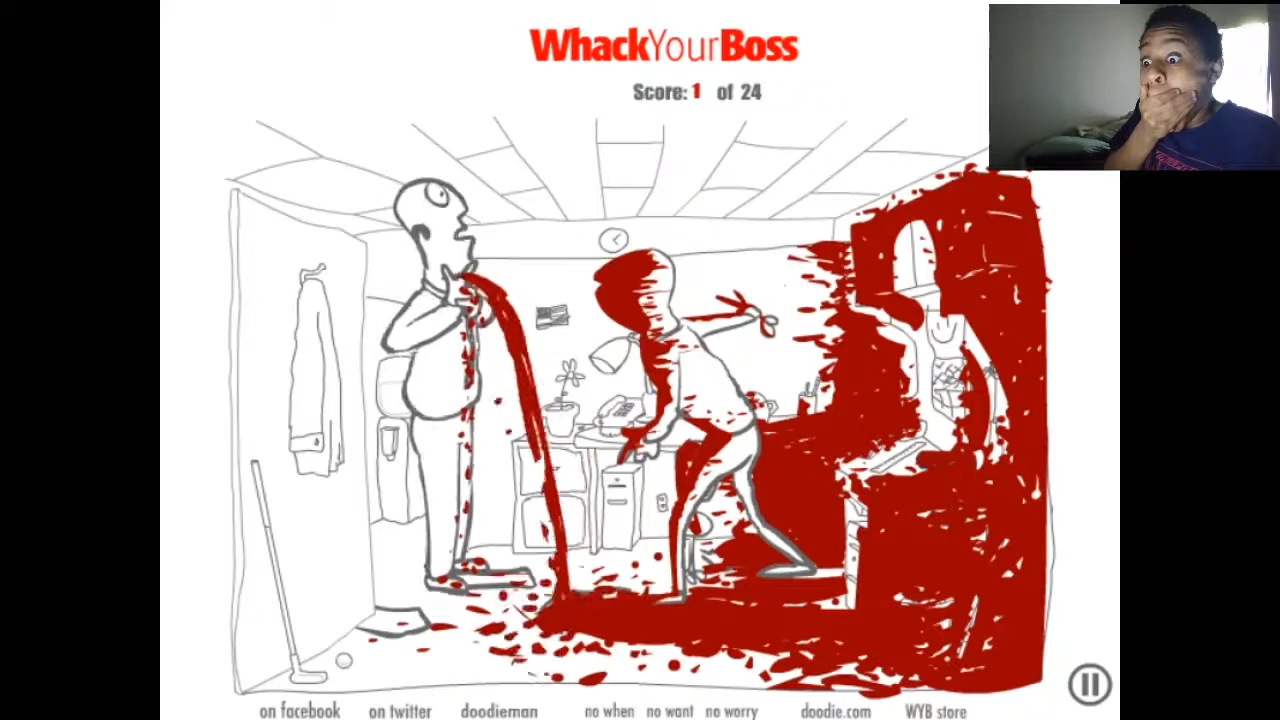 WhackYourBoss
Score: 1 of 24
on facebook on twitter doodieman no when no want no worry doodie.com WYB store